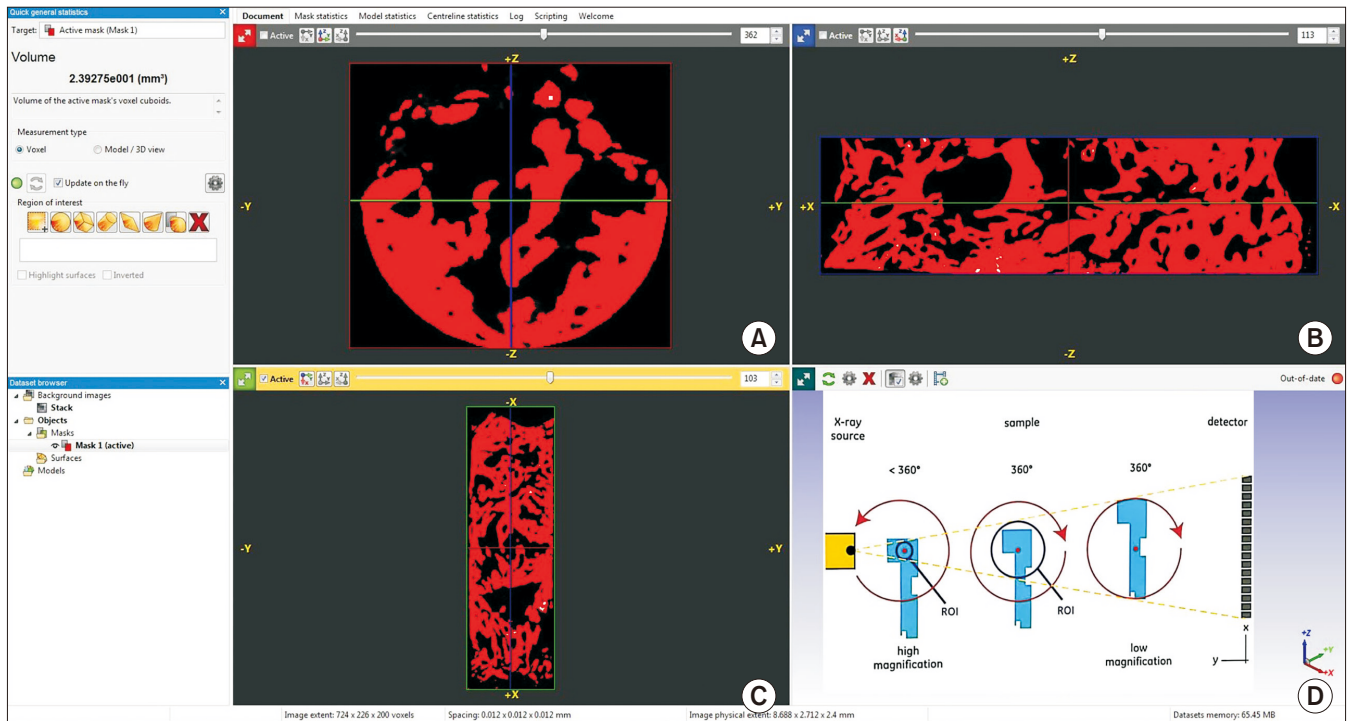 Quick general statistics
Target: Active mask (Mask 1)
Volume
2.39275e001 (mm³)
Volume of the active mask's voxel cuboids.
Measurement type
Voxel Model / 3D view
Update on the fly
Region of interest
Highlight surfaces Inverted
Dataset browser
Background images
Stack
Objects
Masks
Mask 1 (active)
Surfaces
Models
Document Mask statistics Model statistics Centreline statistics Log Scripting Welcome
Active 362
+Z
-Y +Y
-Z
A
Active 113
+Z
+X -X
-Z
B
Active 103
-X
-Y +Y
+X
C
Out-of-date
X-ray source sample detector
< 360° 360° 360°
ROI ROI
high magnification low magnification
x
y
+Z
+Y
+X
D
Image extent: 724 x 226 x 200 voxels Spacing: 0.012 x 0.012 x 0.012 mm Image physical extent: 8.688 x 2.712 x 2.4 mm Datasets memory: 65.45 MB